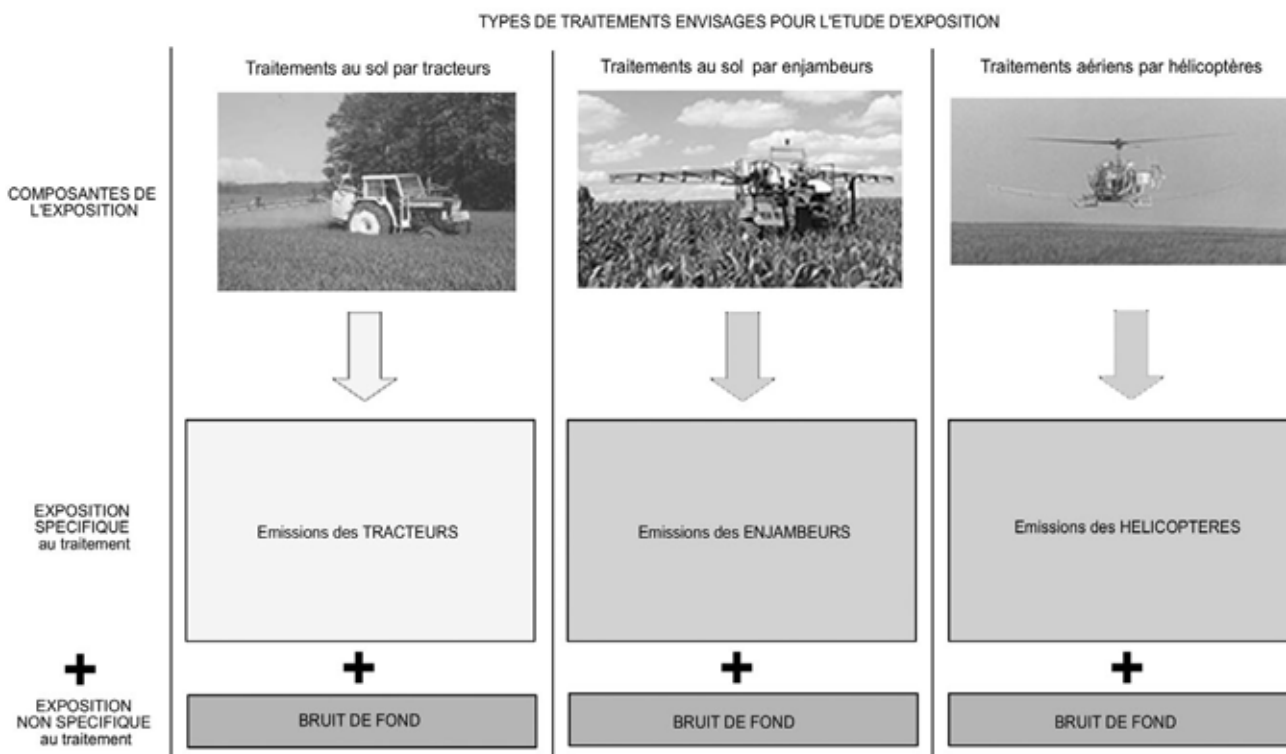 TYPES DE TRAITEMENTS ENVISAGES POUR L'ETUDE D'EXPOSITION
Traitements au sol par tracteurs
Traitements au sol par enjambeurs
Traitements aériens par hélicoptères
COMPOSANTES DE
L'EXPOSITION
EXPOSITION
SPECIFIQUE
au traitement
Emissions des TRACTEURS
Emissions des ENJAMBEURS
Emissions des HELICOPTERES
+
+
+
+
EXPOSITION
NON SPECIFIQUE
au traitement
BRUIT DE FOND
BRUIT DE FOND
BRUIT DE FOND